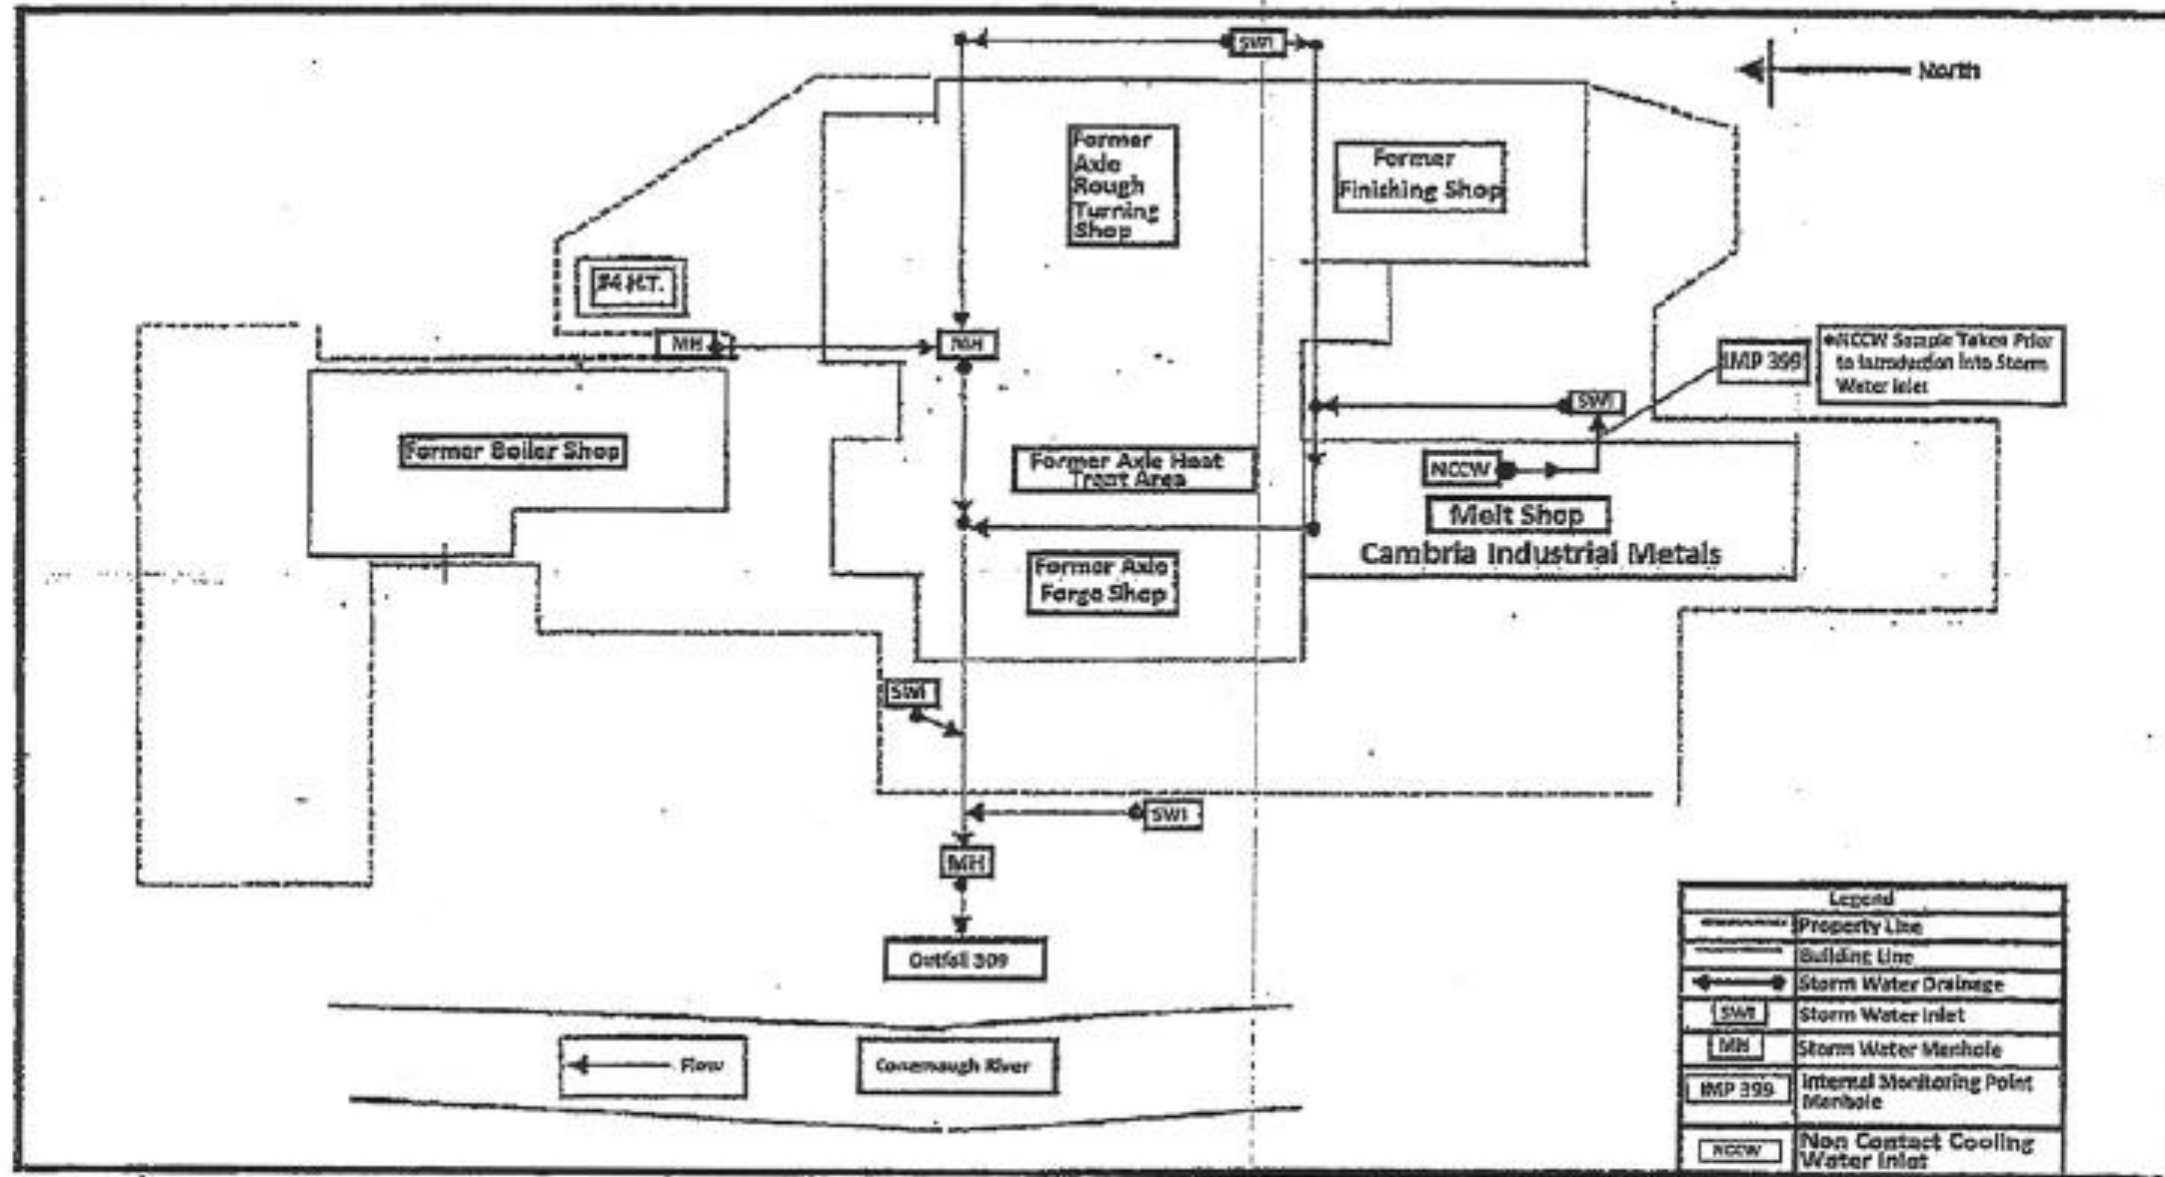 SWI
North
Former
Axle
Rough
Turning
Shop
Former
Finishing Shop
#4 H.T.
MH
MH
IMP 399
*NCCW Sample Taken Prior
to Introduction Into Storm
Water Inlet
SWI
Former Boiler Shop
Former Axle Heat
Treat Area
NCCW
Melt Shop
Cambria Industrial Metals
Former Axle
Forge Shop
SWI
SWI
MH
Outfall 309
Flow
Conemaugh River
Legend
Property Line
Building Line
Storm Water Drainage
SWI Storm Water Inlet
MH Storm Water Manhole
IMP 399 Internal Monitoring Point
Manhole
NCCW Non Contact Cooling
Water Inlet